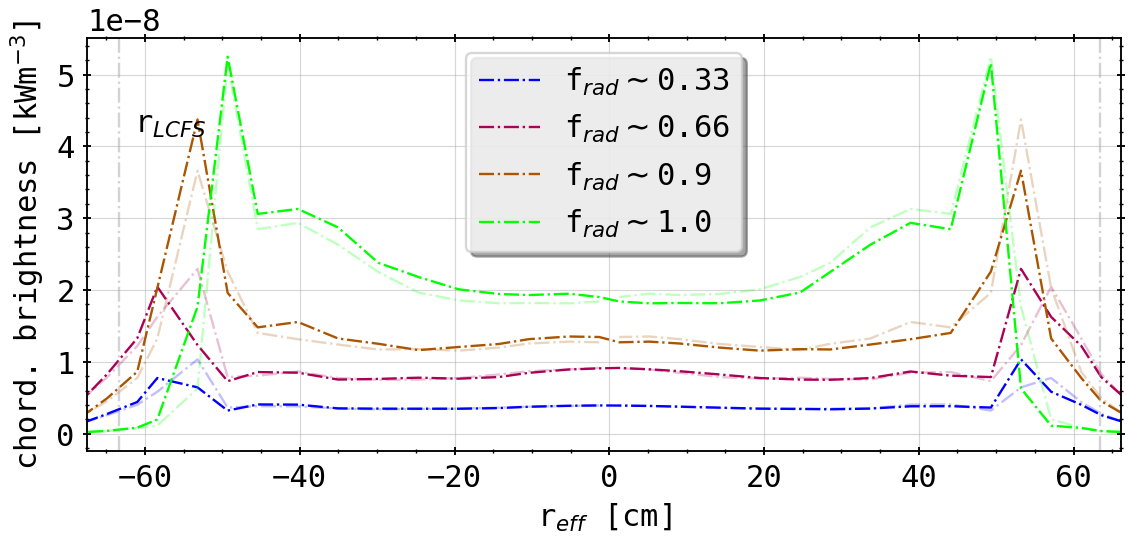 1e−8
chord. brightness [kWm⁻³]
5
4
3
2
1
0
r_LCFS
f_rad ~ 0.33
f_rad ~ 0.66
f_rad ~ 0.9
f_rad ~ 1.0
−60 −40 −20 0 20 40 60
r_eff [cm]